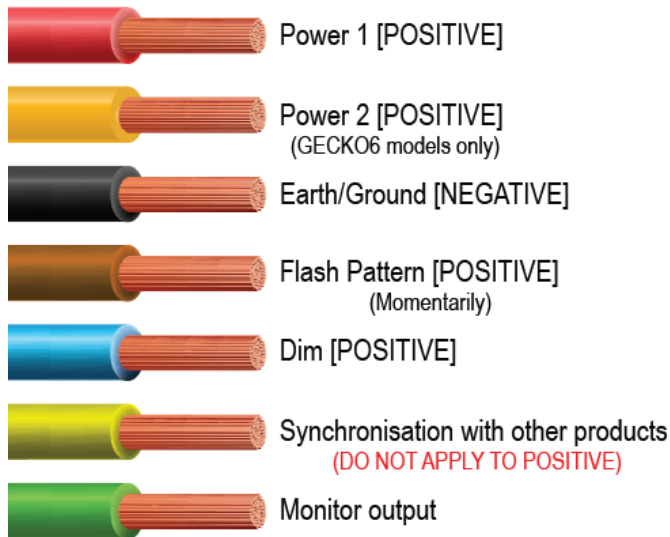 Power 1 [POSITIVE]
Power 2 [POSITIVE]
(GECKO6 models only)
Earth/Ground [NEGATIVE]
Flash Pattern [POSITIVE]
(Momentarily)
Dim [POSITIVE]
Synchronisation with other products
(DO NOT APPLY TO POSITIVE)
Monitor output